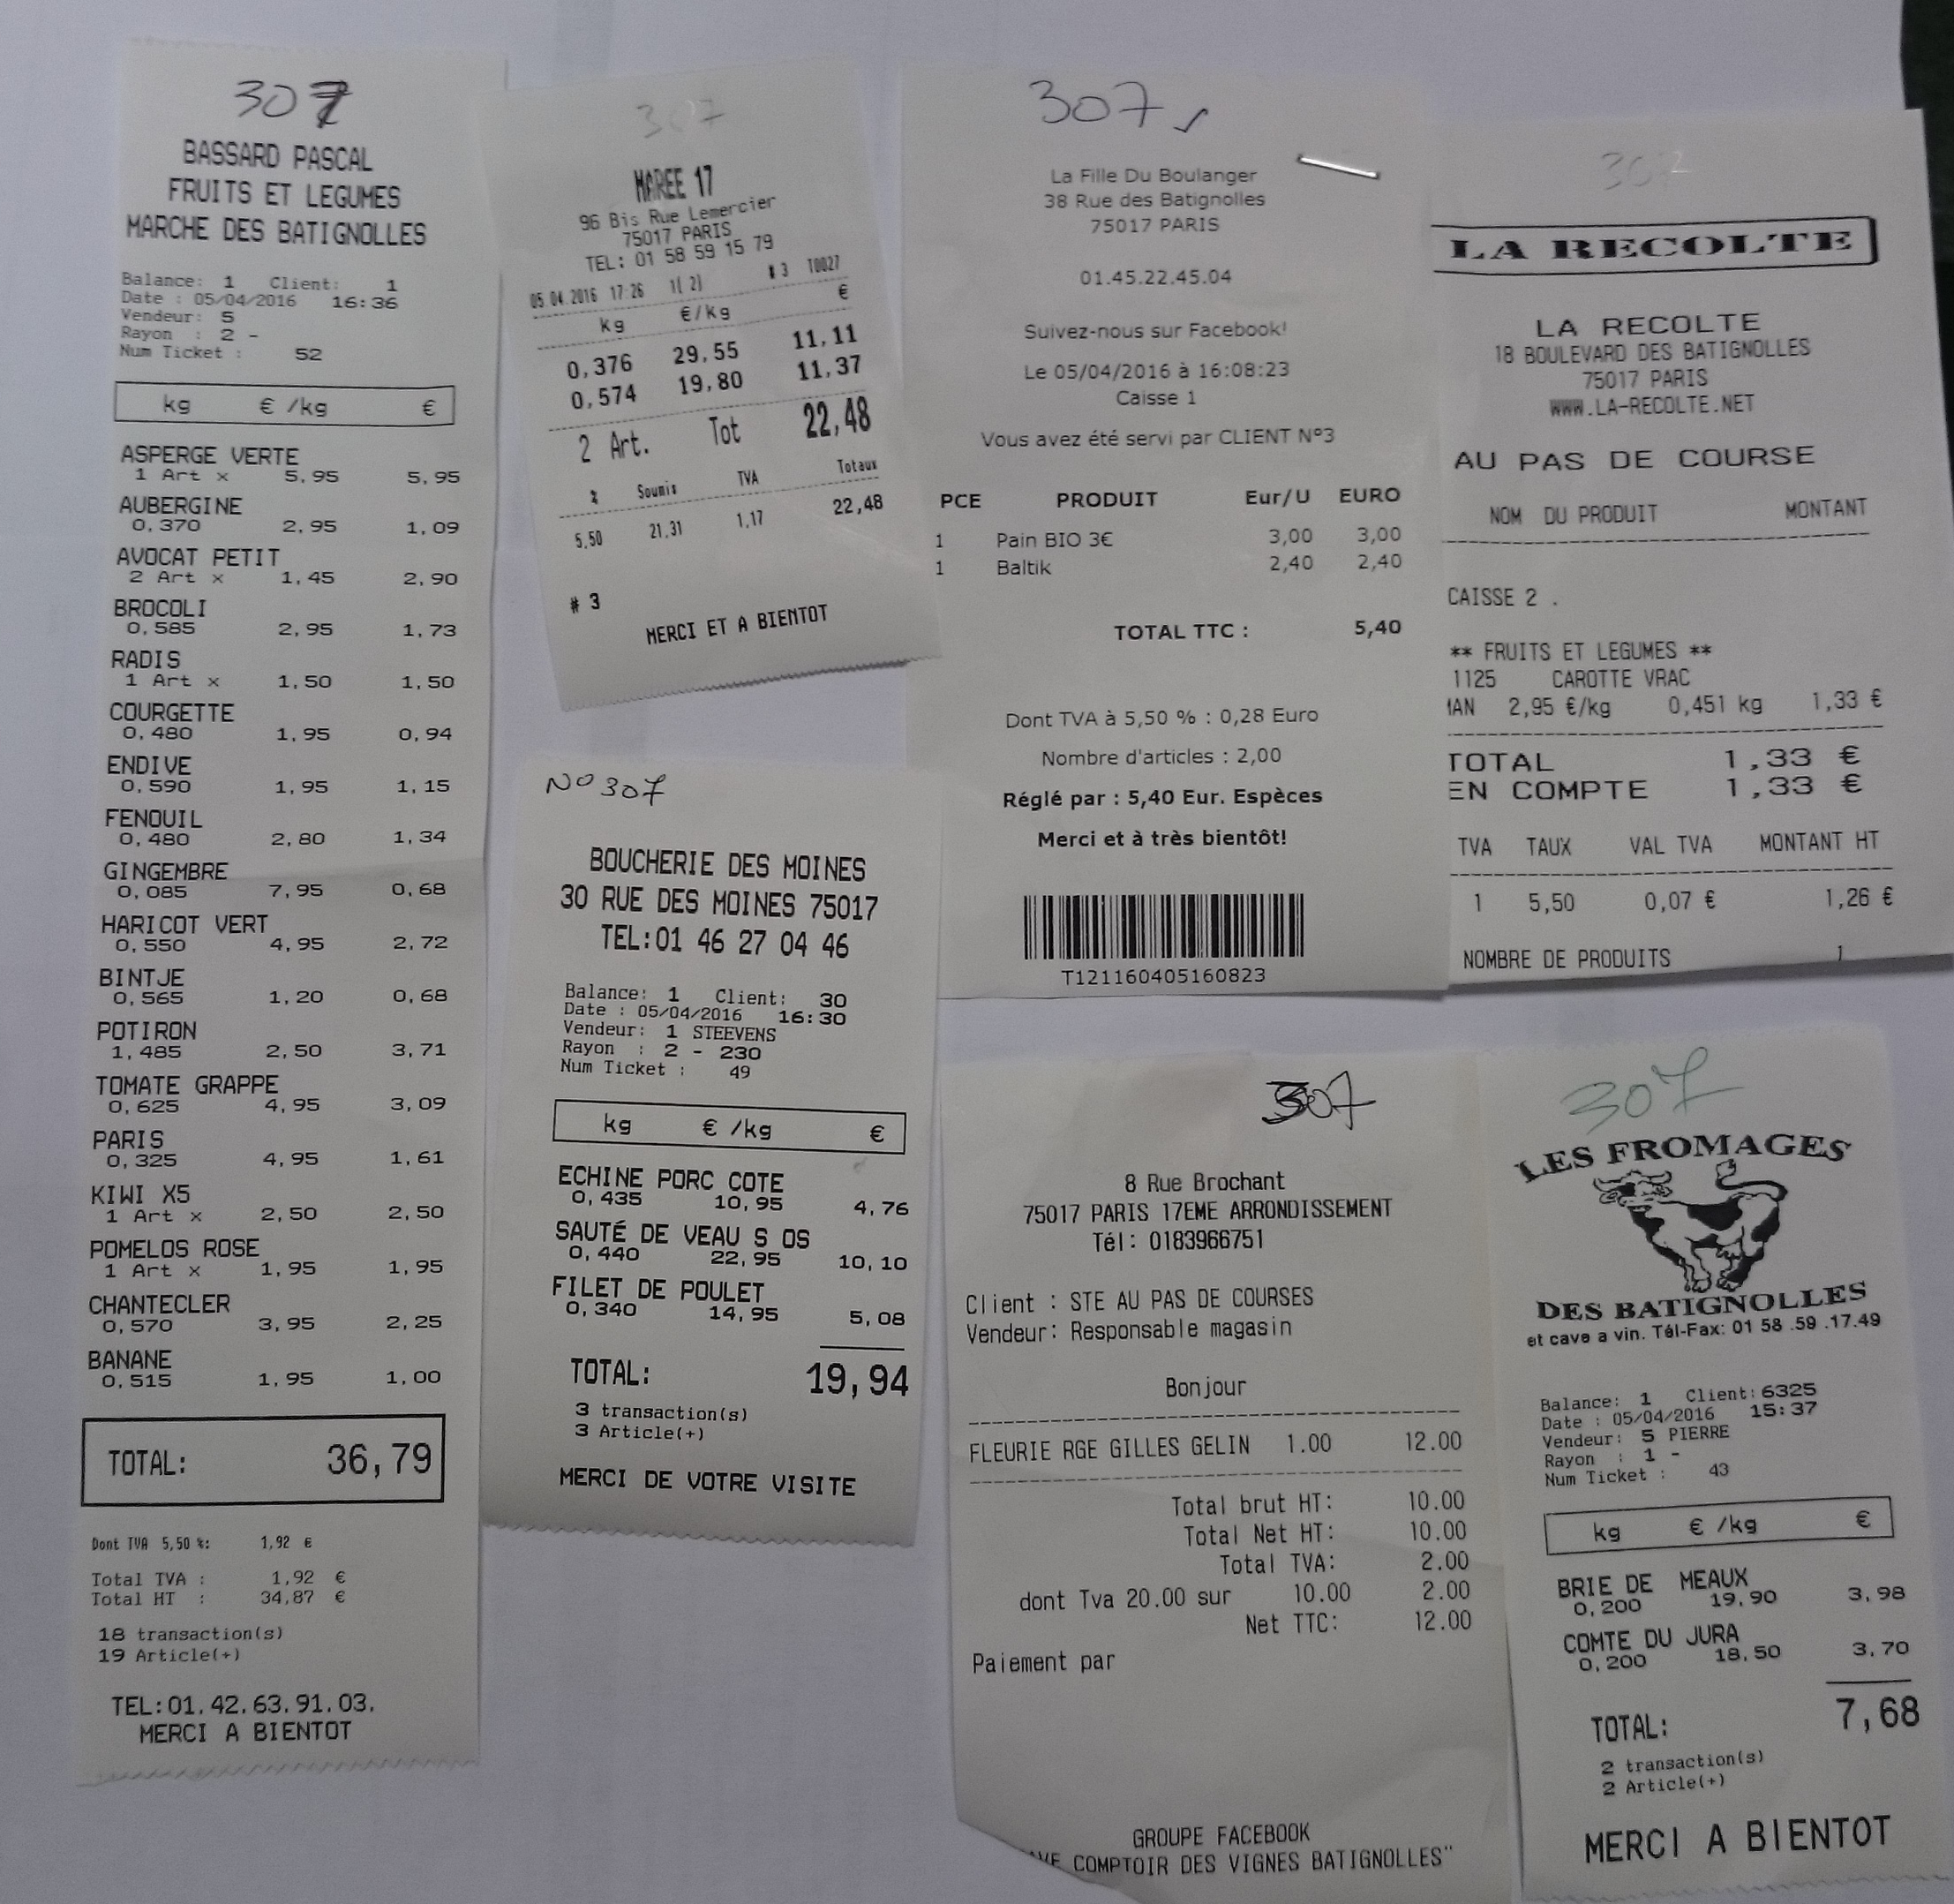 307
BASSARD PASCAL
FRUITS ET LEGUMES
MARCHE DES BATIGNOLLES
Balance: 1 Client: 1
Date : 05/04/2016 16:36
Vendeur: 5
Rayon : 2 -
Num Ticket : 52
kg € /kg €
ASPERGE VERTE
1 Art x 5,95 5,95
AUBERGINE
0,370 2,95 1,09
AVOCAT PETIT
2 Art x 1,45 2,90
BROCOLI
0,585 2,95 1,73
RADIS
1 Art x 1,50 1,50
COURGETTE
0,480 1,95 0,94
ENDIVE
0,590 1,95 1,15
FENOUIL
0,480 2,80 1,34
GINGEMBRE
0,085 7,95 0,68
HARICOT VERT
0,550 4,95 2,72
BINTJE
0,565 1,20 0,68
POTIRON
1,485 2,50 3,71
TOMATE GRAPPE
0,625 4,95 3,09
PARIS
0,325 4,95 1,61
KIWI X5
1 Art x 2,50 2,50
POMELOS ROSE
1 Art x 1,95 1,95
CHANTECLER
0,570 3,95 2,25
BANANE
0,515 1,95 1,00
TOTAL: 36,79
Dont TVA 5,50 %: 1,92 €
Total TVA : 1,92 €
Total HT : 34,87 €
18 transaction(s)
19 Article(+)
TEL:01.42.63.91.03.
MERCI A BIENTOT
307
MAREE 17
96 Bis Rue Lemercier
75017 PARIS
TEL: 01 58 59 15 79
05.04.2016 17:26 1( 2) #3 T0027
kg €/kg €
0,376 29,55 11,11
0,574 19,80 11,37
2 Art. Tot 22,48
% Soumis TVA Totaux
5,50 21,31 1,17 22,48
# 3
MERCI ET A BIENTOT
N° 307
BOUCHERIE DES MOINES
30 RUE DES MOINES 75017
TEL:01 46 27 04 46
Balance: 1 Client: 30
Date : 05/04/2016 16:30
Vendeur: 1 STEEVENS
Rayon : 2 - 230
Num Ticket : 49
kg € /kg €
ECHINE PORC COTE
0,435 10,95 4,76
SAUTÉ DE VEAU S OS
0,440 22,95 10,10
FILET DE POULET
0,340 14,95 5,08
TOTAL: 19,94
3 transaction(s)
3 Article(+)
MERCI DE VOTRE VISITE
307
La Fille Du Boulanger
38 Rue des Batignolles
75017 PARIS
01.45.22.45.04
Suivez-nous sur Facebook!
Le 05/04/2016 à 16:08:23
Caisse 1
Vous avez été servi par CLIENT N°3
PCE PRODUIT Eur/U EURO
1 Pain BIO 3€ 3,00 3,00
1 Baltik 2,40 2,40
TOTAL TTC : 5,40
Dont TVA à 5,50 % : 0,28 Euro
Nombre d'articles : 2,00
Réglé par : 5,40 Eur. Espèces
Merci et à très bientôt!
T121160405160823
307
LA RECOLTE
LA RECOLTE
18 BOULEVARD DES BATIGNOLLES
75017 PARIS
WWW.LA-RECOLTE.NET
AU PAS DE COURSE
NOM DU PRODUIT MONTANT
CAISSE 2 .
** FRUITS ET LEGUMES **
1125 CAROTTE VRAC
MAN 2,95 €/kg 0,451 kg 1,33 €
TOTAL 1,33 €
EN COMPTE 1,33 €
TVA TAUX VAL TVA MONTANT HT
1 5,50 0,07 € 1,26 €
NOMBRE DE PRODUITS 1
307
8 Rue Brochant
75017 PARIS 17EME ARRONDISSEMENT
Tél: 0183966751
Client : STE AU PAS DE COURSES
Vendeur: Responsable magasin
Bonjour
FLEURIE RGE GILLES GELIN 1.00 12.00
Total brut HT: 10.00
Total Net HT: 10.00
Total TVA: 2.00
dont Tva 20.00 sur 10.00 2.00
Net TTC: 12.00
Paiement par
GROUPE FACEBOOK
COMPTOIR DES VIGNES BATIGNOLLES"
307
LES FROMAGES
DES BATIGNOLLES
et cave a vin. Tél-Fax: 01 58 .59 .17.49
Balance: 1 Client:6325
Date : 05/04/2016 15:37
Vendeur: 5 PIERRE
Rayon : 1 -
Num Ticket : 43
kg € /kg €
BRIE DE MEAUX
0,200 19,90 3,98
COMTE DU JURA
0,200 18,50 3,70
TOTAL: 7,68
2 transaction(s)
2 Article(+)
MERCI A BIENTOT